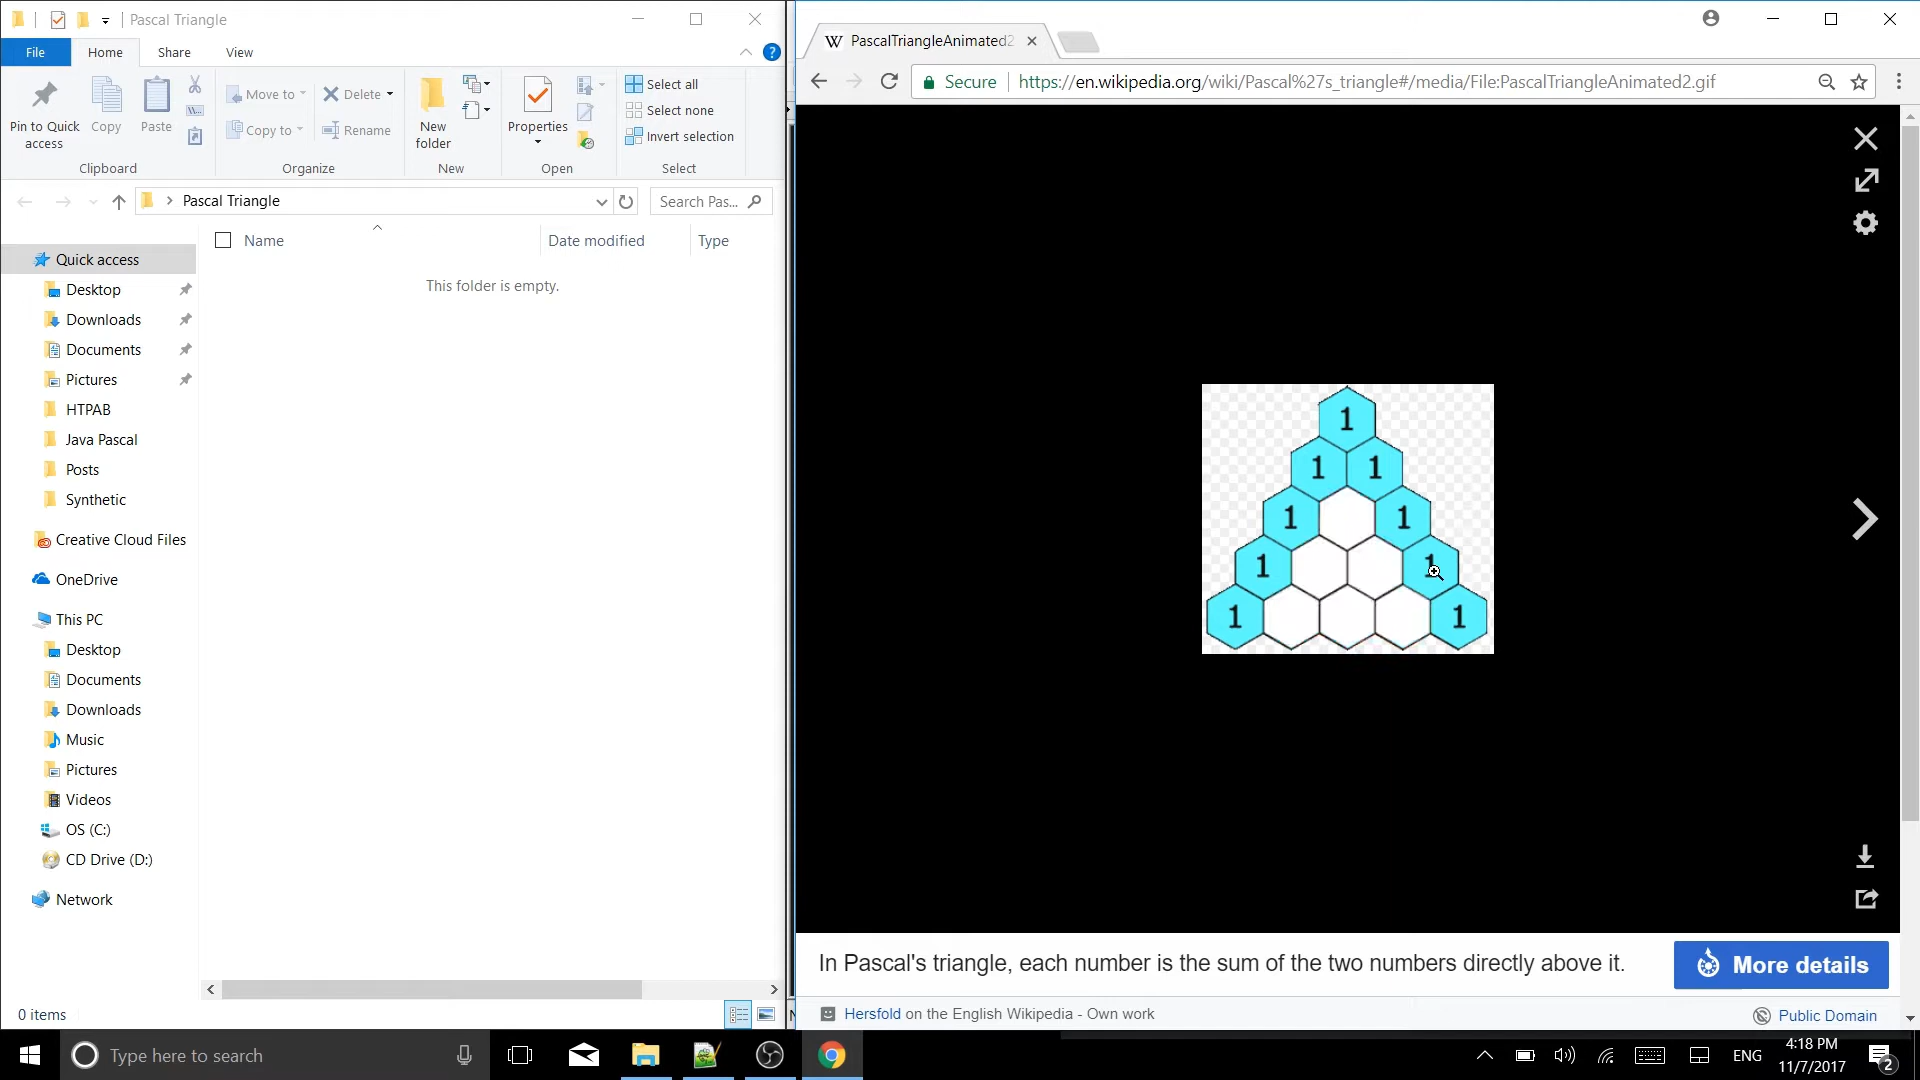 Pascal Triangle
File Home Share View
Pin to Quick access
Copy
Paste
Clipboard
Move to
Copy to
Delete
Rename
Organize
New folder
New
Properties
Open
Select all
Select none
Invert selection
Select
Pascal Triangle
Search Pas...
Name Date modified Type
This folder is empty.
Quick access
Desktop
Downloads
Documents
Pictures
HTPAB
Java Pascal
Posts
Synthetic
Creative Cloud Files
OneDrive
This PC
Desktop
Documents
Downloads
Music
Pictures
Videos
OS (C:)
CD Drive (D:)
Network
0 items
W PascalTriangleAnimated2
Secure https://en.wikipedia.org/wiki/Pascal%27s_triangle#/media/File:PascalTriangleAnimated2.gif
1
1 1
1 1
1 1
1 1
In Pascal's triangle, each number is the sum of the two numbers directly above it.
More details
Hersfold on the English Wikipedia - Own work
Public Domain
Type here to search
ENG
4:18 PM
11/7/2017
2